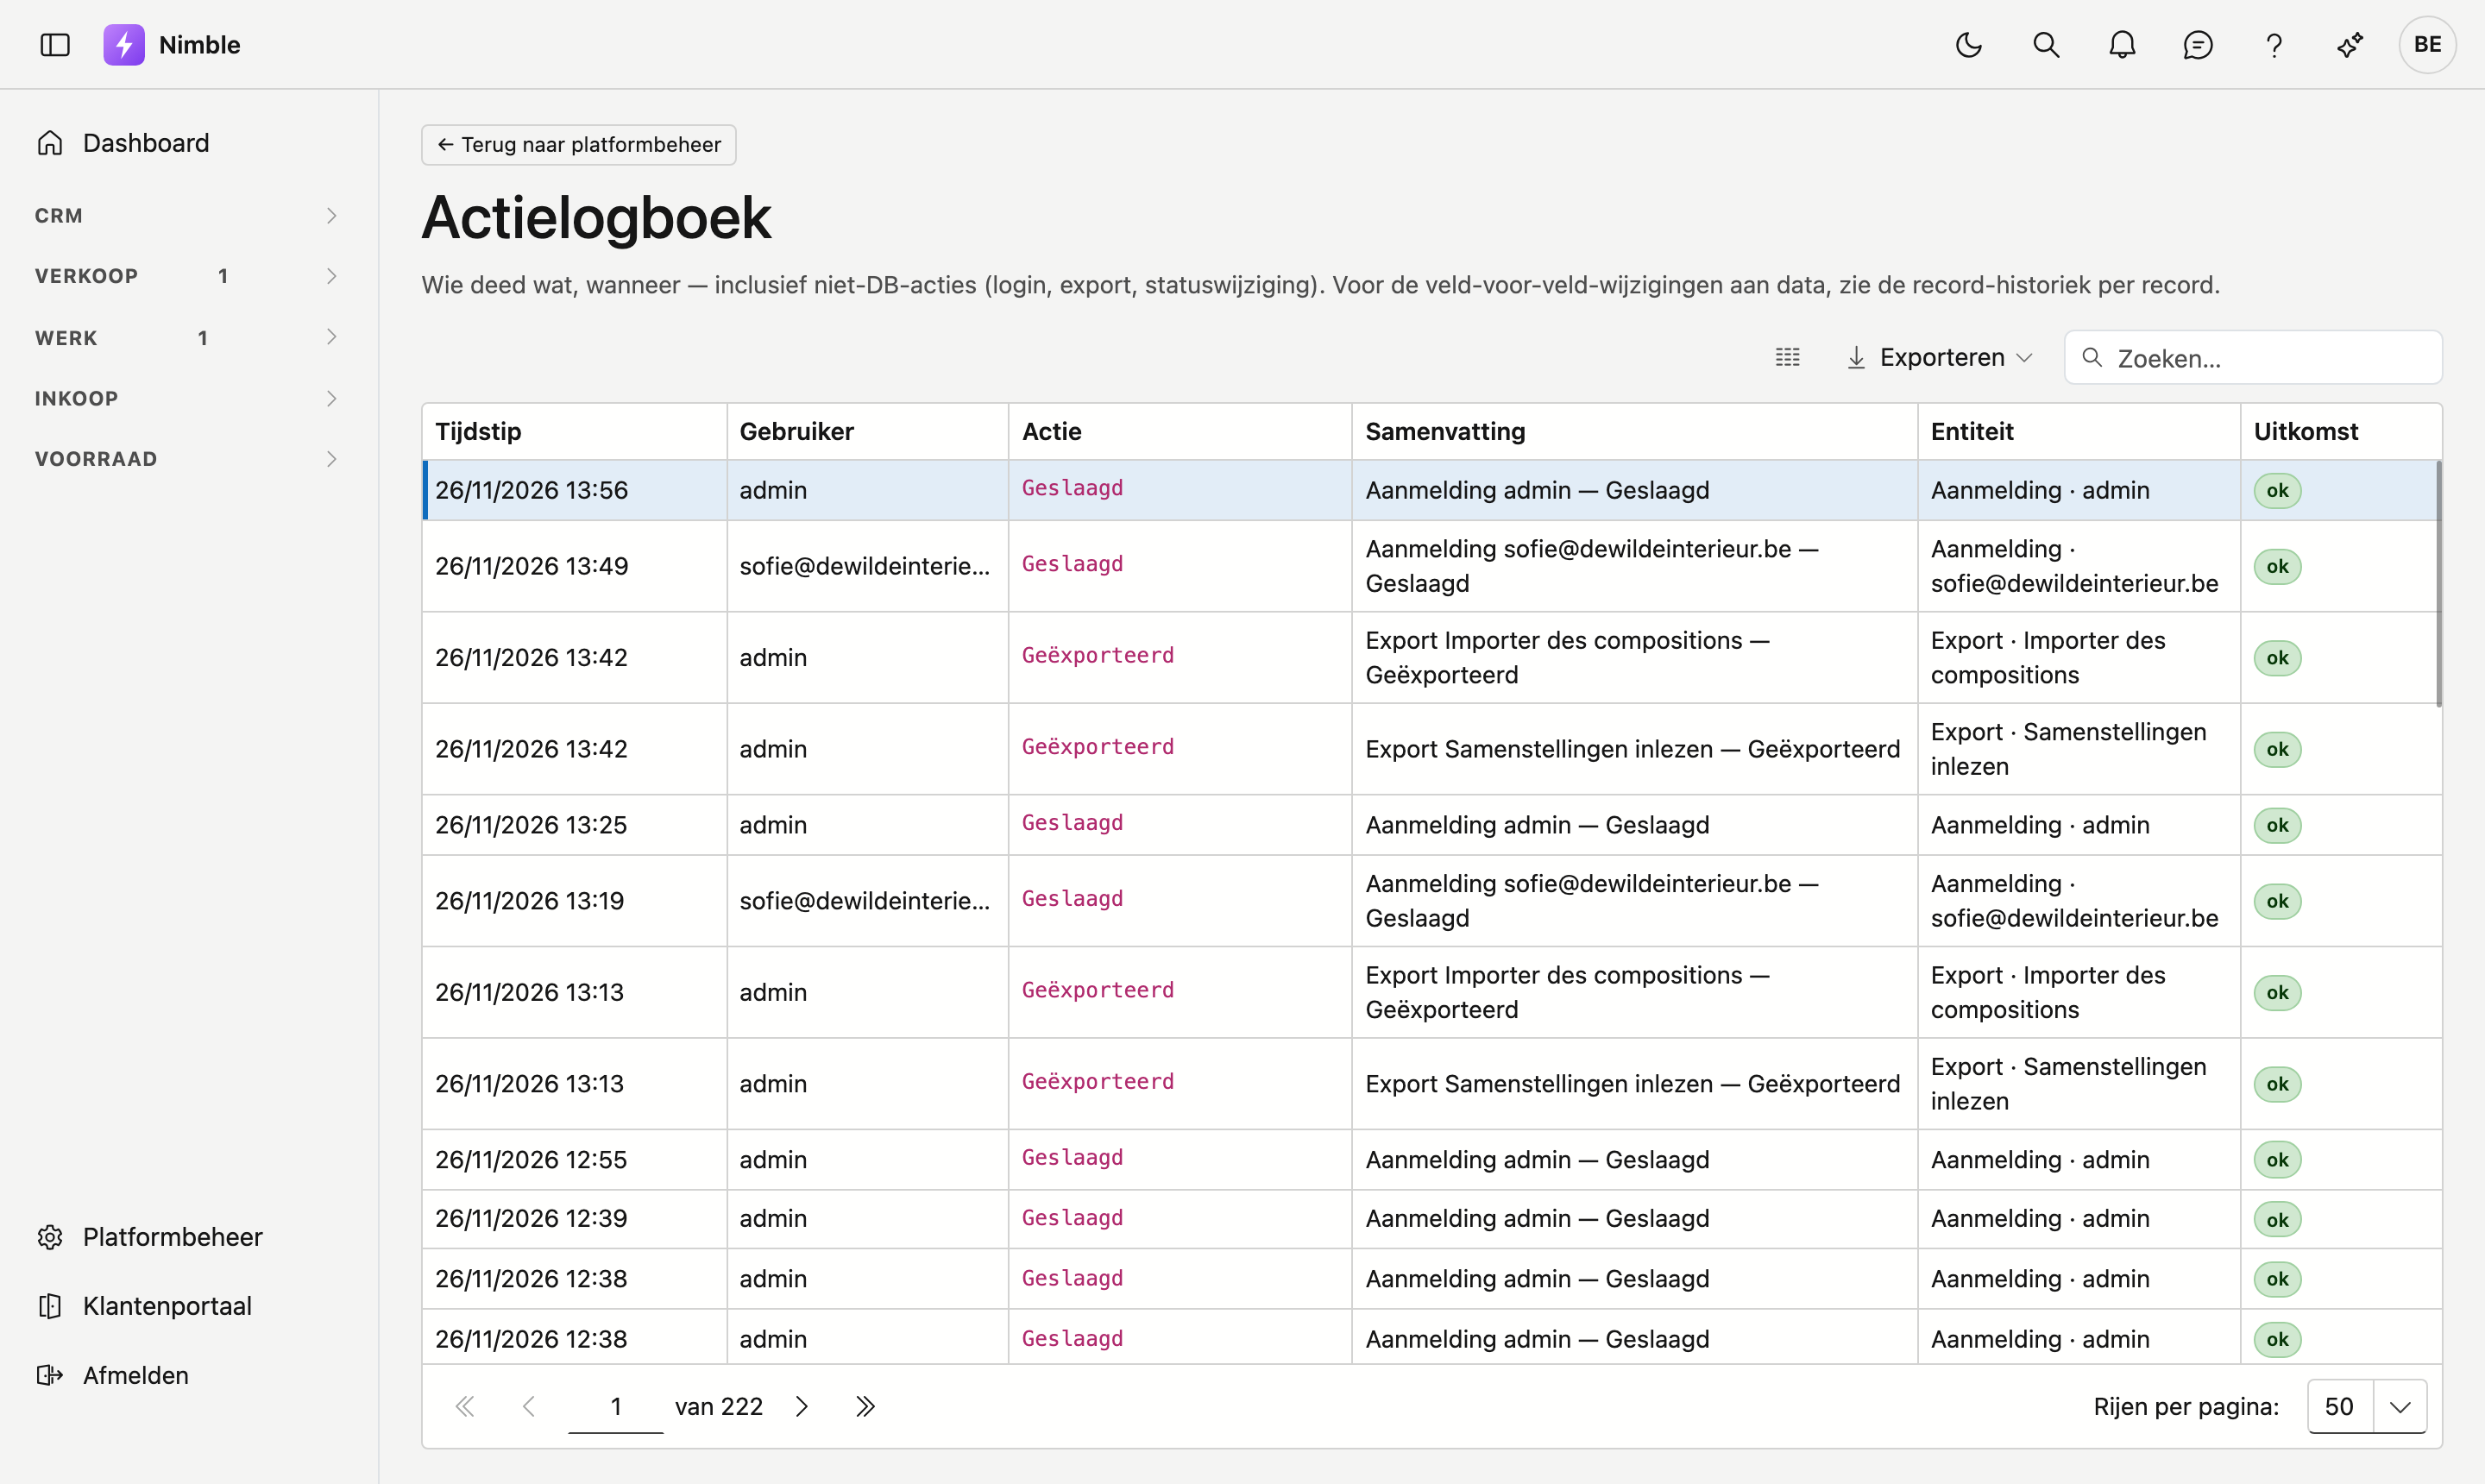 Nimble
BE
Dashboard
CRM
VERKOOP 1
WERK 1
INKOOP
VOORRAAD
Platformbeheer
Klantenportaal
Afmelden
← Terug naar platformbeheer
Actielogboek
Wie deed wat, wanneer — inclusief niet-DB-acties (login, export, statuswijziging). Voor de veld-voor-veld-wijzigingen aan data, zie de record-historiek per record.
Exporteren
Zoeken...
Tijdstip Gebruiker Actie Samenvatting Entiteit Uitkomst
26/11/2026 13:56 admin Geslaagd Aanmelding admin — Geslaagd Aanmelding · admin ok
26/11/2026 13:49 sofie@dewildeinterie... Geslaagd Aanmelding sofie@dewildeinterieur.be —
Geslaagd Aanmelding ·
sofie@dewildeinterieur.be ok
26/11/2026 13:42 admin Geëxporteerd Export Importer des compositions —
Geëxporteerd Export · Importer des
compositions ok
26/11/2026 13:42 admin Geëxporteerd Export Samenstellingen inlezen — Geëxporteerd Export · Samenstellingen
inlezen ok
26/11/2026 13:25 admin Geslaagd Aanmelding admin — Geslaagd Aanmelding · admin ok
26/11/2026 13:19 sofie@dewildeinterie... Geslaagd Aanmelding sofie@dewildeinterieur.be —
Geslaagd Aanmelding ·
sofie@dewildeinterieur.be ok
26/11/2026 13:13 admin Geëxporteerd Export Importer des compositions —
Geëxporteerd Export · Importer des
compositions ok
26/11/2026 13:13 admin Geëxporteerd Export Samenstellingen inlezen — Geëxporteerd Export · Samenstellingen
inlezen ok
26/11/2026 12:55 admin Geslaagd Aanmelding admin — Geslaagd Aanmelding · admin ok
26/11/2026 12:39 admin Geslaagd Aanmelding admin — Geslaagd Aanmelding · admin ok
26/11/2026 12:38 admin Geslaagd Aanmelding admin — Geslaagd Aanmelding · admin ok
26/11/2026 12:38 admin Geslaagd Aanmelding admin — Geslaagd Aanmelding · admin ok
1 van 222
Rijen per pagina: 50